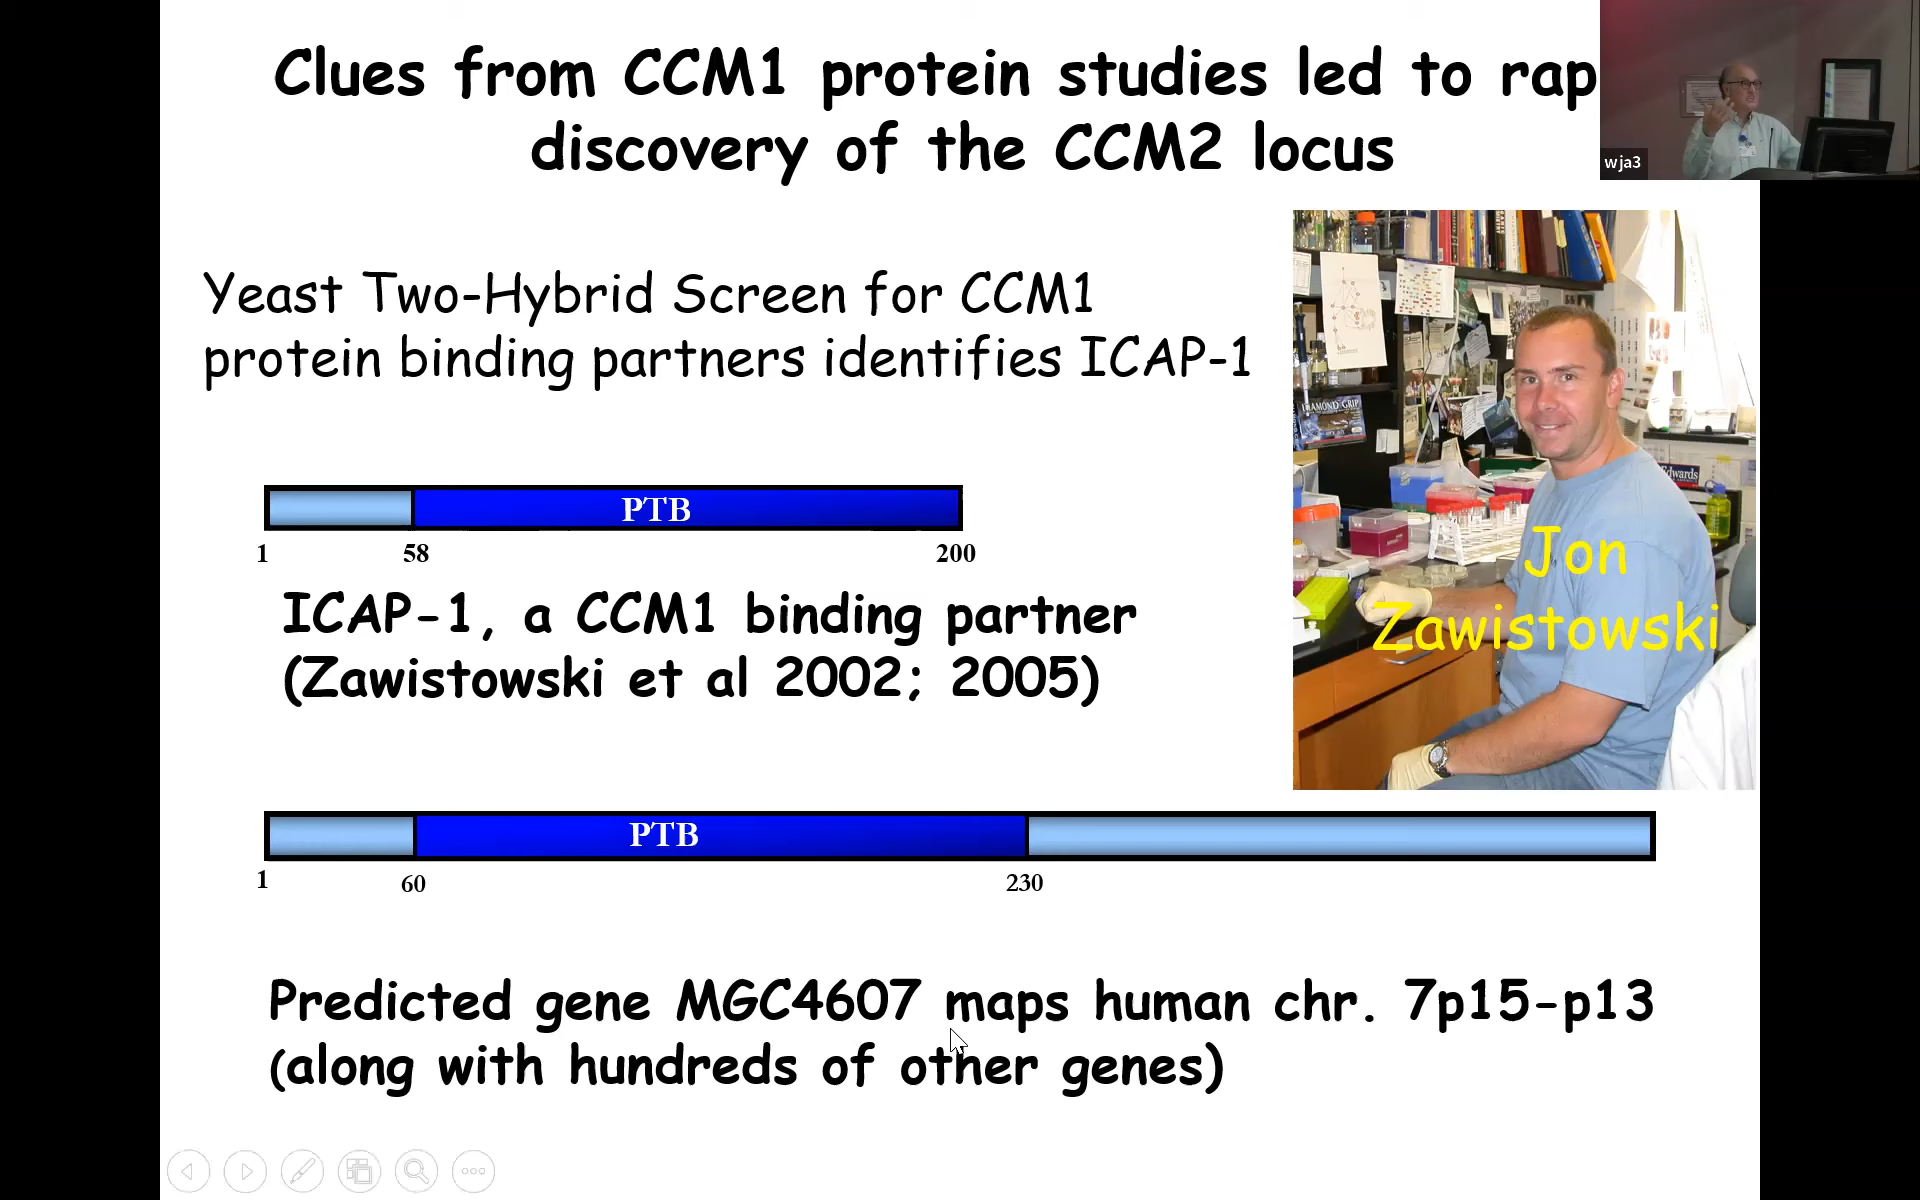 Clues from CCM1 protein studies led to rap
discovery of the CCM2 locus
wja3
Yeast Two-Hybrid Screen for CCM1
protein binding partners identifies ICAP-1
DIAMOND GRIP
Edwards
PTB
1 58 200
Jon
Zawistowski
ICAP-1, a CCM1 binding partner
(Zawistowski et al 2002; 2005)
PTB
1 60 230
Predicted gene MGC4607 maps human chr. 7p15-p13
(along with hundreds of other genes)